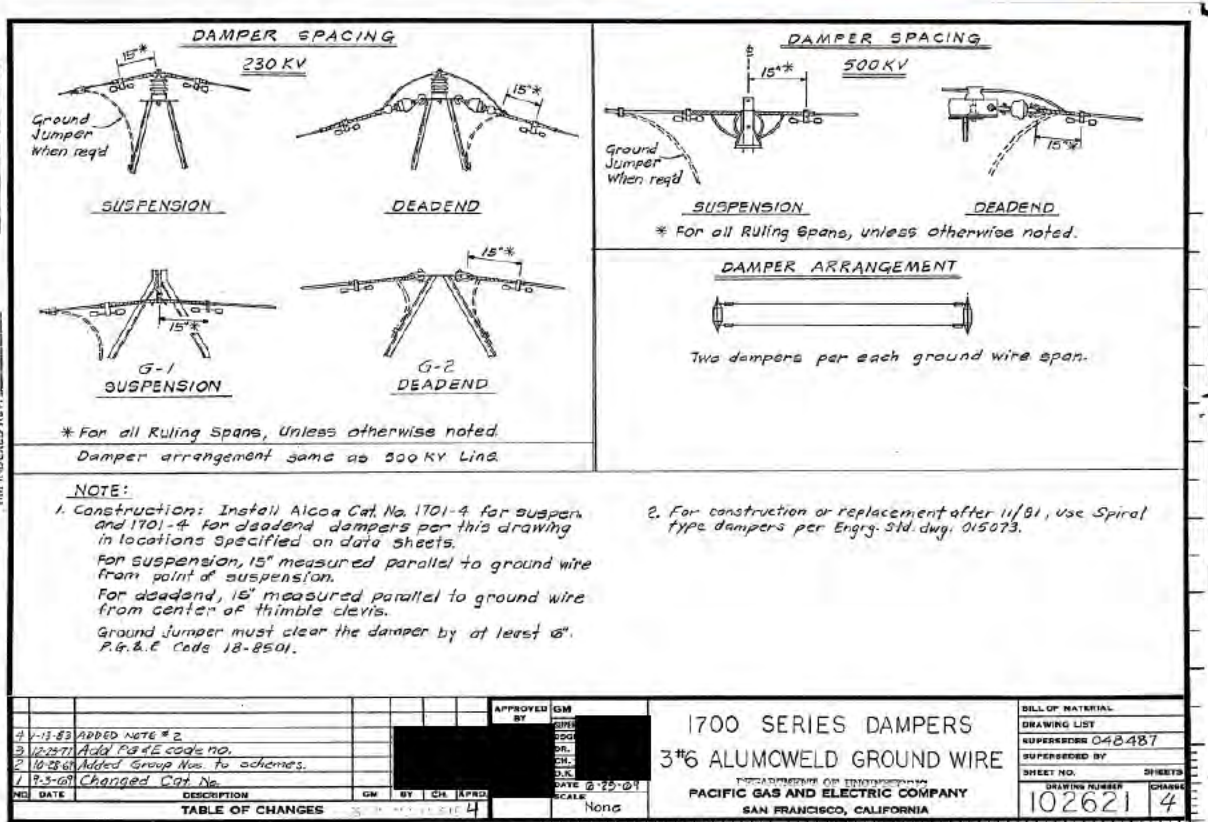 DAMPER SPACING
230 KV
15"*
Ground
Jumper
When req'd
SUSPENSION
15"*
DEADEND
15"*
G-1
SUSPENSION
15"*
G-2
DEADEND
* For all Ruling Spans, Unless otherwise noted.
Damper arrangement same as 500 KV Line.
DAMPER SPACING
500 KV
15"*
Ground
Jumper
When req'd
SUSPENSION
15"*
DEADEND
* For all Ruling Spans, unless otherwise noted.
DAMPER ARRANGEMENT
Two dampers per each ground wire span.
NOTE:
1. Construction: Install Alcoa Cat. No. 1701-4 for suspen.
and 1701-4 for deadend dampers per this drawing
in locations specified on data sheets.
For suspension, 15" measured parallel to ground wire
from point of suspension.
For deadend, 15" measured parallel to ground wire
from center of thimble clevis.
Ground jumper must clear the damper by at least 6".
P.G.&.E Code 18-8501.
2. For construction or replacement after 11/81, use Spiral
type dampers per Engrg. Std. dwg. 015073.
4 1-13-83 ADDED NOTE #2
3 12-29-71 Add PG&E code no.
2 10-28-69 Added Group Nos. to schemes.
1 9-3-69 Changed Cat. No.
NO. DATE DESCRIPTION GM BY CH. APRD.
TABLE OF CHANGES 4
APPROVED BY
GM
DR.
CH.
O.K.
DATE 6-25-69
SCALE None
1700 SERIES DAMPERS
3#6 ALUMOWELD GROUND WIRE
DEPARTMENT OF ENGINEERING
PACIFIC GAS AND ELECTRIC COMPANY
SAN FRANCISCO, CALIFORNIA
BILL OF MATERIAL
DRAWING LIST
SUPERSEDES 048487
SUPERSEDED BY
SHEET NO. SHEETS
DRAWING NUMBER CHANGE
102621 4